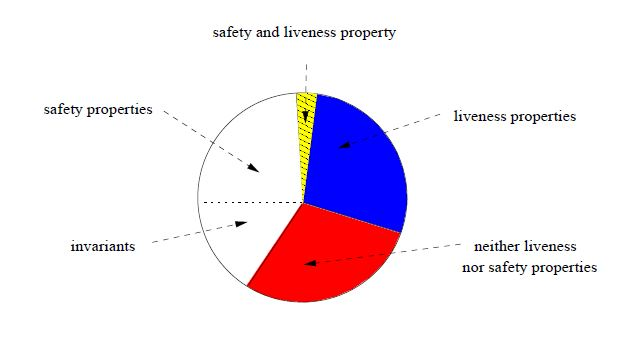 safety and liveness property
safety properties
liveness properties
invariants
neither liveness
nor safety properties